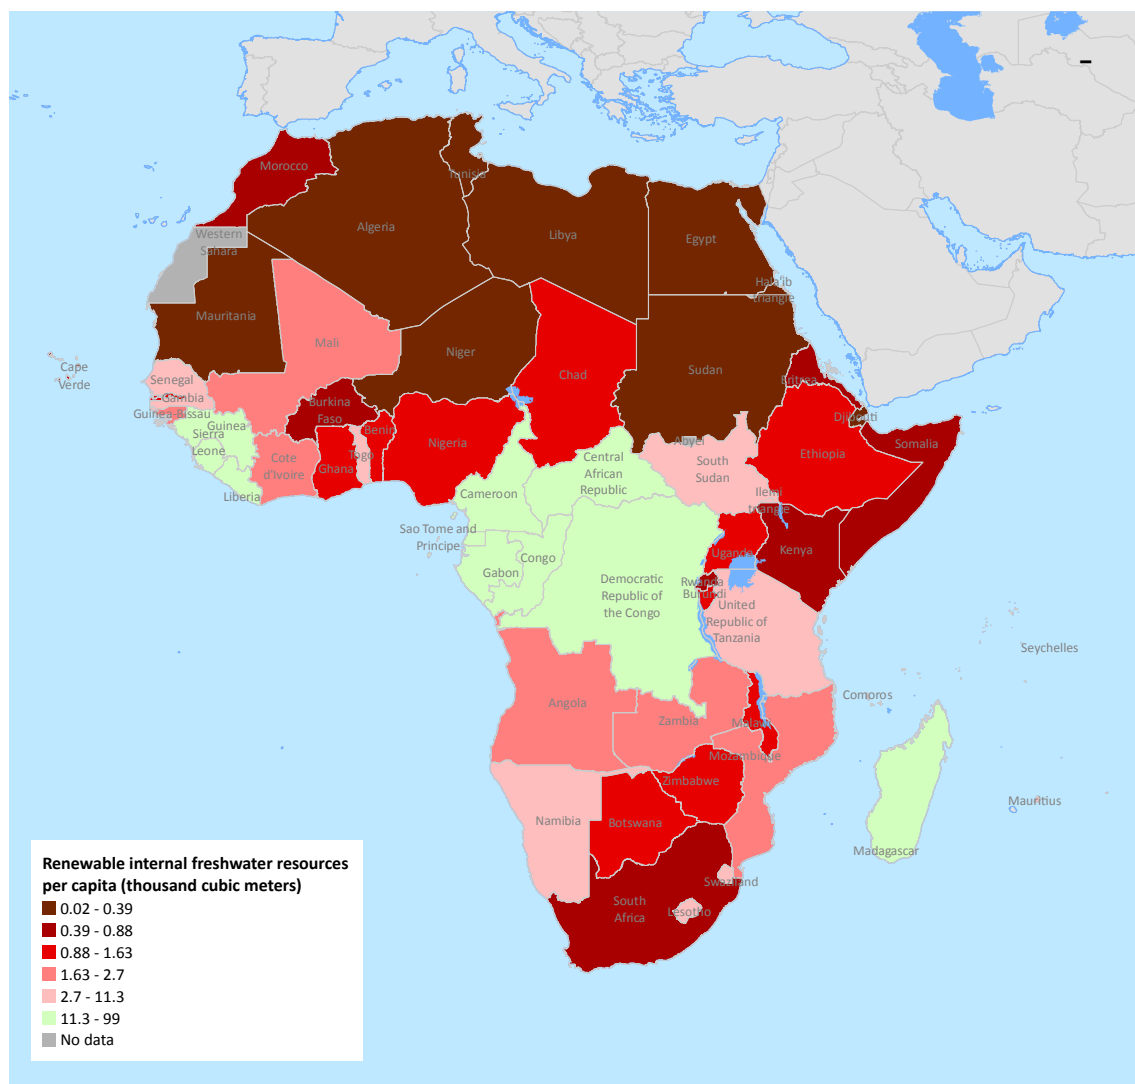 Morocco
Tunisia
Algeria
Libya
Egypt
Western
Sahara
Hala'ib
triangle
Mauritania
Mali
Niger
Chad
Sudan
Cape
Verde
Senegal
Gambia
Guinea-Bissau
Guinea
Sierra
Leone
Liberia
Burkina
Faso
Cote
d'Ivoire
Ghana
Togo
Benin
Nigeria
Eritrea
Djibouti
Somalia
Ethiopia
Abyei
South
Sudan
Ilemi
triangle
Central
African
Republic
Cameroon
Sao Tome and
Principe
Gabon
Congo
Democratic
Republic of
the Congo
Uganda
Kenya
Rwanda
Burundi
United
Republic of
Tanzania
Seychelles
Comoros
Angola
Zambia
Malawi
Mozambique
Zimbabwe
Mauritius
Madagascar
Namibia
Botswana
Swaziland
Lesotho
South
Africa
Renewable internal freshwater resources
per capita (thousand cubic meters)
0.02 - 0.39
0.39 - 0.88
0.88 - 1.63
1.63 - 2.7
2.7 - 11.3
11.3 - 99
No data